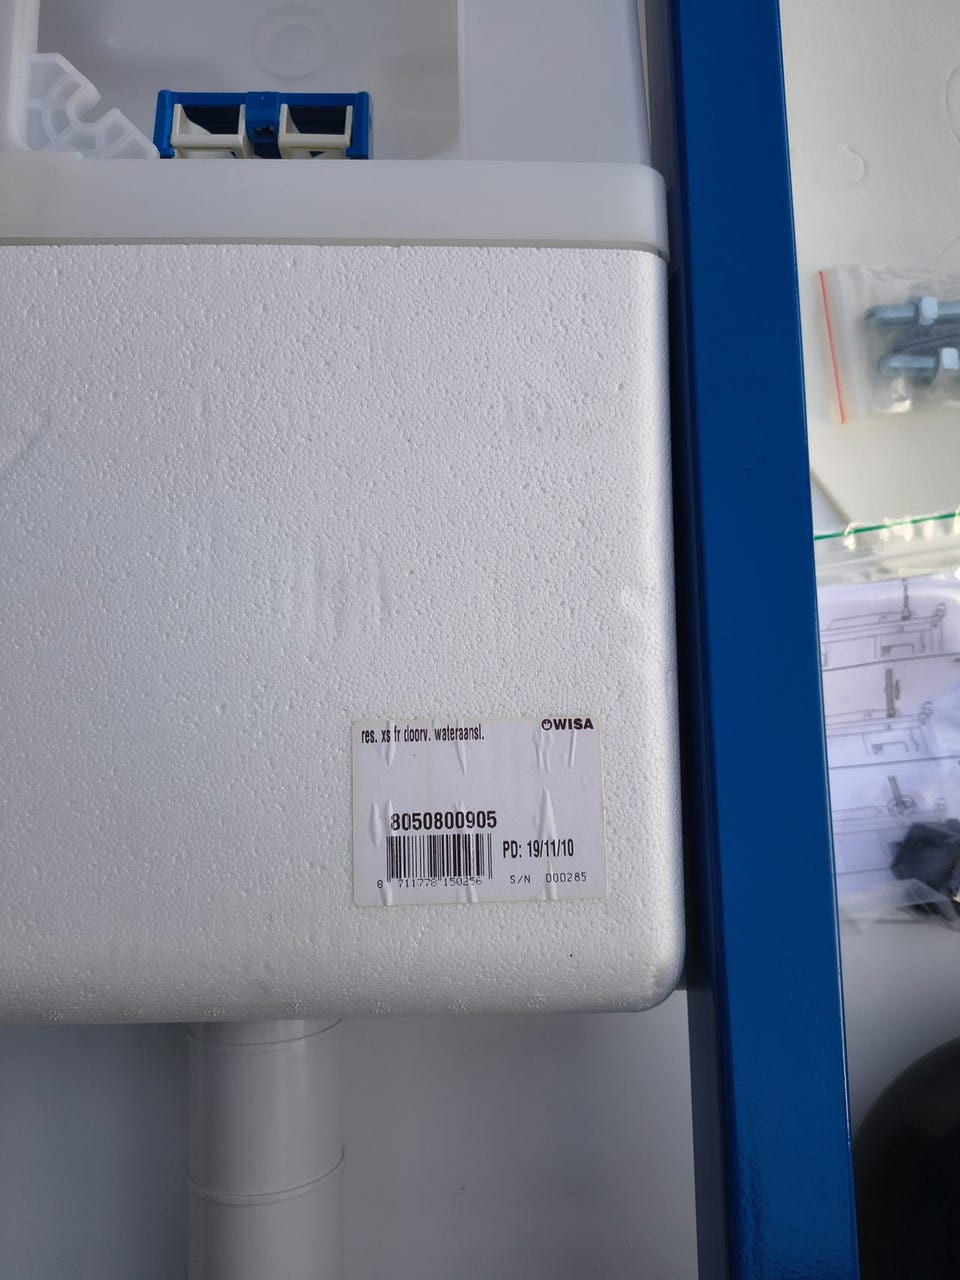 res. xs fr doorv. wateraansl.
WISA
8050800905
PD: 19/11/10
8 711778 150256
S/N 000285